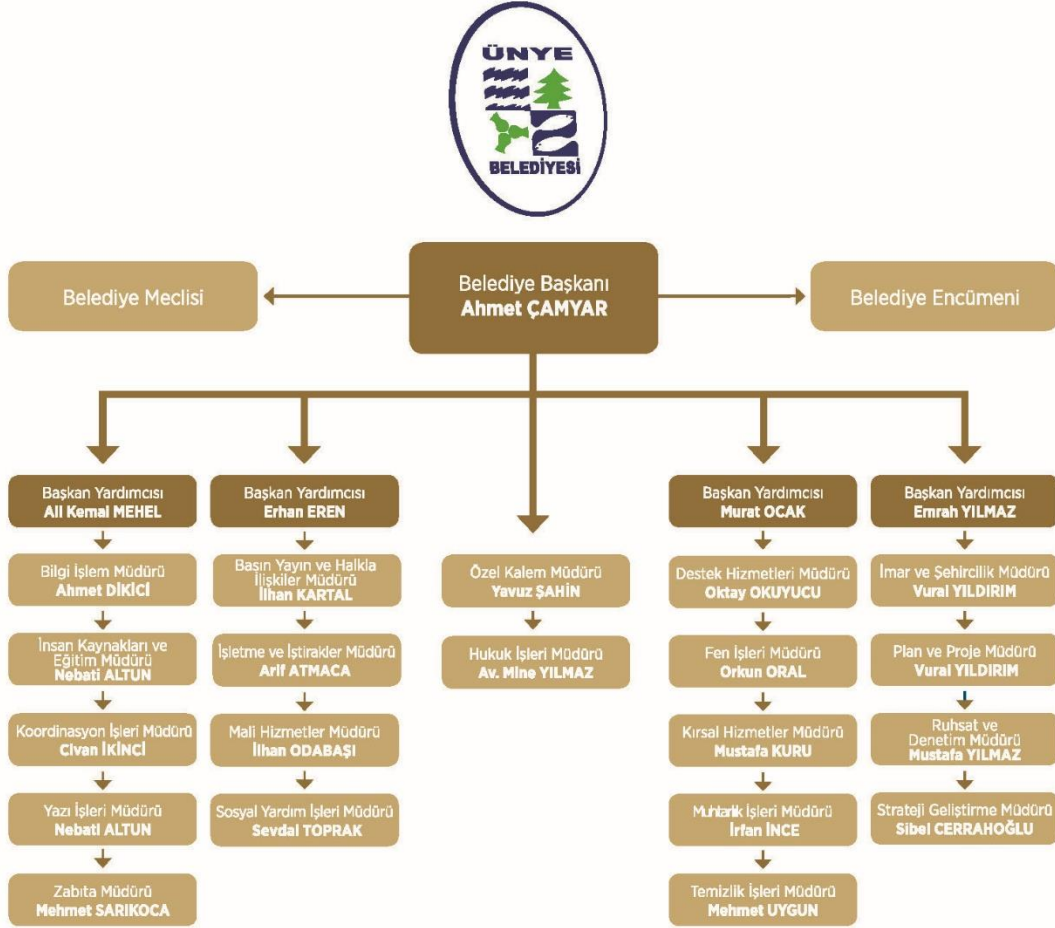 ÜNYE
BELEDİYESİ
Belediye Meclisi
Belediye Başkanı
Ahmet ÇAMYAR
Belediye Encümeni
Başkan Yardımcısı
Ali Kemal MEHEL
Bilgi İşlem Müdürü
Ahmet DİKİCİ
İnsan Kaynakları ve
Eğitim Müdürü
Nebati ALTUN
Koordinasyon İşleri Müdürü
Civan İKİNCİ
Yazı İşleri Müdürü
Nebati ALTUN
Zabıta Müdürü
Mehmet SARIKOCA
Başkan Yardımcısı
Erhan EREN
Basın Yayın ve Halkla
İlişkiler Müdürü
İlhan KARTAL
İşletme ve İştirakler Müdürü
Arif ATMACA
Mali Hizmetler Müdürü
İlhan ODABAŞI
Sosyal Yardım İşleri Müdürü
Sevdal TOPRAK
Özel Kalem Müdürü
Yavuz ŞAHİN
Hukuk İşleri Müdürü
Av. Mine YILMAZ
Başkan Yardımcısı
Murat OCAK
Destek Hizmetleri Müdürü
Oktay OKUYUCU
Fen İşleri Müdürü
Orkun ORAL
Kırsal Hizmetler Müdürü
Mustafa KURU
Muhtarlık İşleri Müdürü
İrfan İNCE
Temizlik İşleri Müdürü
Mehmet UYGUN
Başkan Yardımcısı
Emrah YILMAZ
İmar ve Şehircilik Müdürü
Vural YILDIRIM
Plan ve Proje Müdürü
Vural YILDIRIM
Ruhsat ve
Denetim Müdürü
Mustafa YILMAZ
Strateji Geliştirme Müdürü
Sibel CERRAHOĞLU